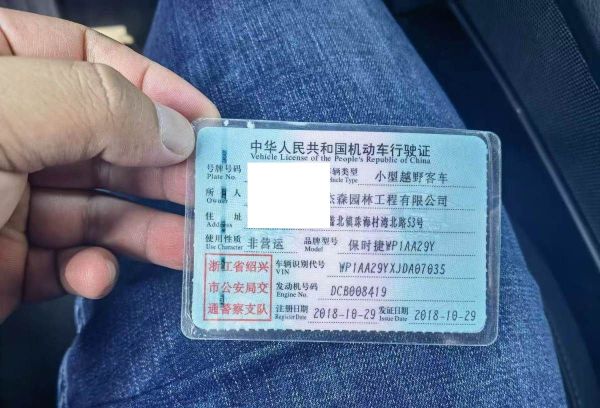 中华人民共和国机动车行驶证
Vehicle License of the People's Republic of China
号牌号码 车辆类型 小型越野客车
Plate No. Vehicle Type
所有人 杰森园林工程有限公司
住址 省北镇珠海村湾北路53号
Address
使用性质 非营运 品牌型号 保时捷WP1AA29Y
Use Character Model
浙江省绍兴 车辆识别代号 WP1AA29YXJDA07035
VIN
市公安局交 发动机号码 DCB008419
Engine No.
通警察支队 注册日期 2018-10-29 发证日期 2018-10-29
Register Date Issue Date